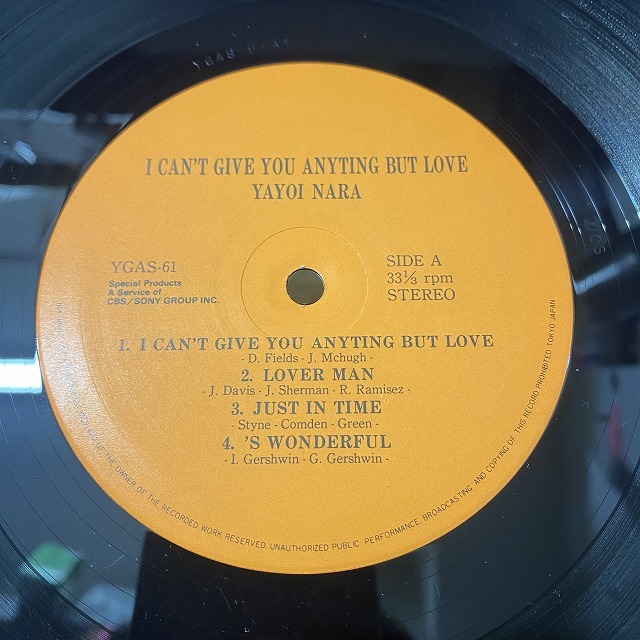 YGAS-61
I CAN'T GIVE YOU ANYTING BUT LOVE
YAYOI NARA
YGAS-61
Special Products
A Service of
CBS/SONY GROUP INC.
SIDE A
33⅓ rpm
STEREO
1. I CAN'T GIVE YOU ANYTING BUT LOVE
- D. Fields - J. Mchugh -
2. LOVER MAN
- J. Davis - J. Sherman - R. Ramisez -
3. JUST IN TIME
- Styne - Comden - Green -
4. 'S WONDERFUL
- I. Gershwin - G. Gershwin -
OF THE OWNER OF THE RECORDED WORK RESERVED. UNAUTHORIZED PUBLIC PERFORMANCE, BROADCASTING AND COPYING OF THIS RECORD PROHIBITED TOKYO JAPAN